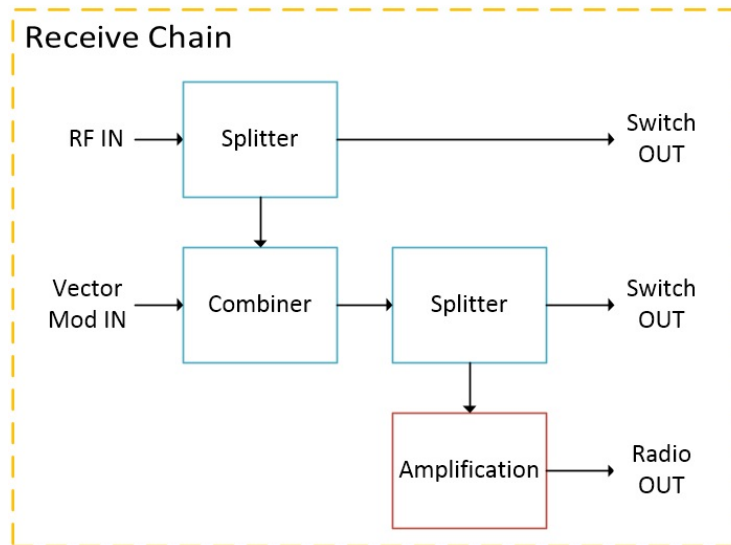 Receive Chain
RF IN
Splitter
Switch
OUT
Vector
Mod IN
Combiner
Splitter
Switch
OUT
Amplification
Radio
OUT